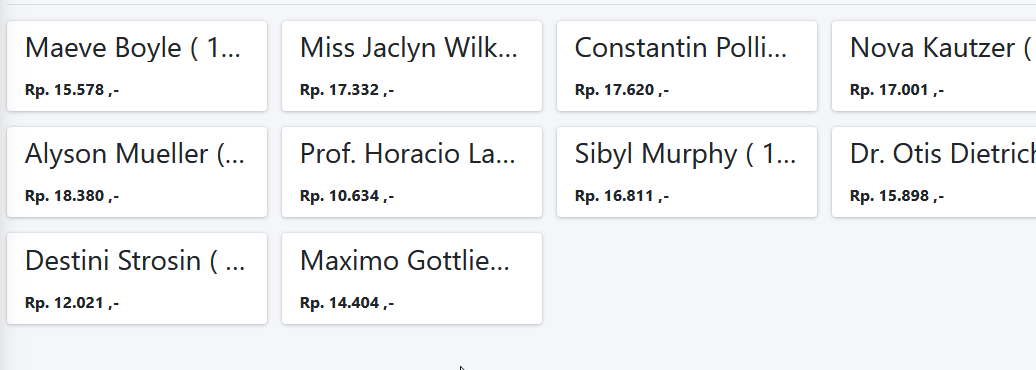 Maeve Boyle ( 1...
Rp. 15.578 ,-
Miss Jaclyn Wilk...
Rp. 17.332 ,-
Constantin Polli...
Rp. 17.620 ,-
Nova Kautzer (
Rp. 17.001 ,-
Alyson Mueller (...
Rp. 18.380 ,-
Prof. Horacio La...
Rp. 10.634 ,-
Sibyl Murphy ( 1...
Rp. 16.811 ,-
Dr. Otis Dietrich
Rp. 15.898 ,-
Destini Strosin ( ...
Rp. 12.021 ,-
Maximo Gottlie...
Rp. 14.404 ,-